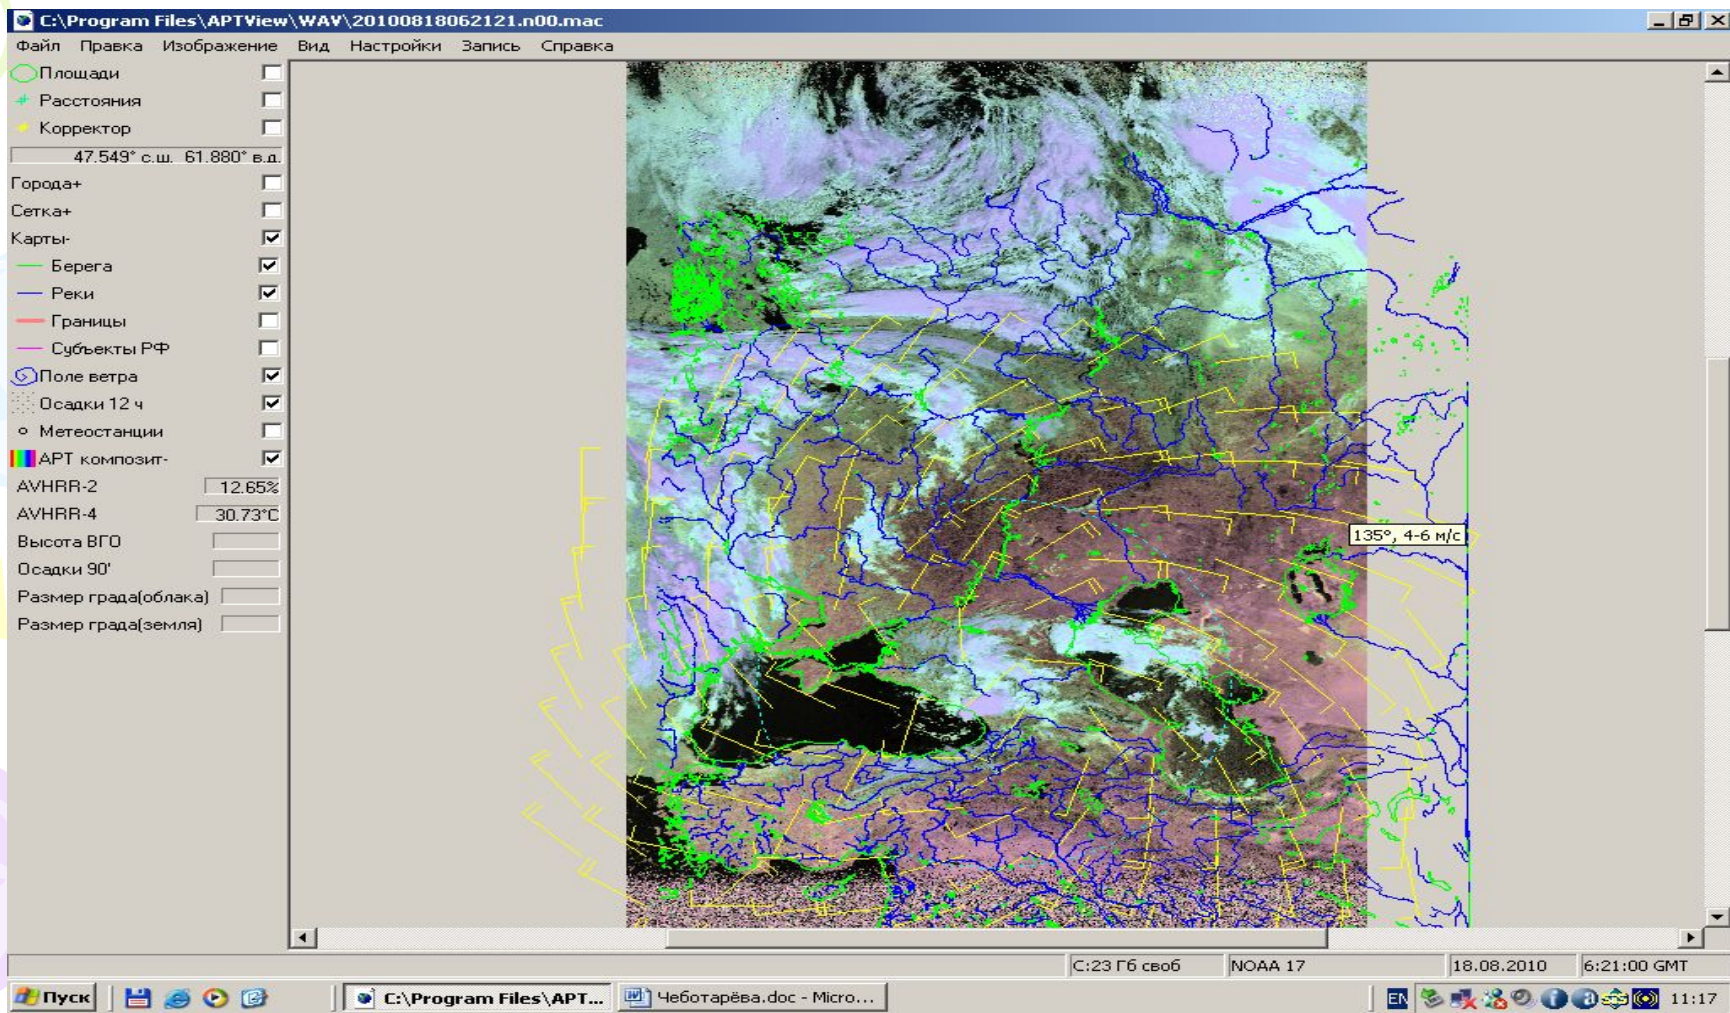 C:\Program Files\APTView\WAV\20100818062121.n00.mac
Файл Правка Изображение Вид Настройки Запись Справка
Площади
Расстояния
Корректор
47.549° с.ш. 61.880° в.д.
Города+
Сетка+
Карты-
Берега
Реки
Границы
Субъекты РФ
Поле ветра
Осадки 12 ч
Метеостанции
АРТ композит-
AVHRR-2 12.65%
AVHRR-4 30.73°C
Высота ВГО
Осадки 90'
Размер града(облака)
Размер града(земля)
135°, 4-6 м/с
C:23 Гб своб NOAA 17 18.08.2010 6:21:00 GMT
Пуск C:\Program Files\APT... Чеботарёва.doc - Micro... EN 11:17